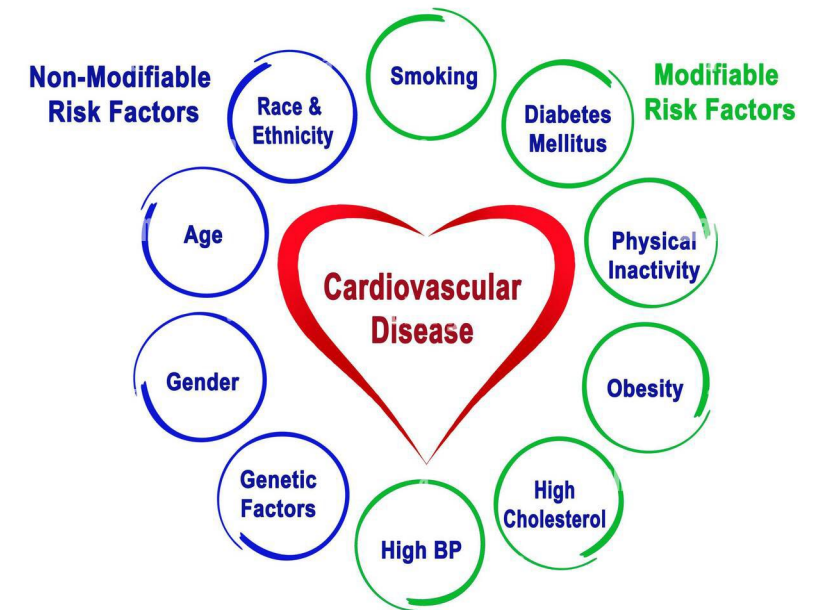 Non-Modifiable
Risk Factors
Modifiable
Risk Factors
Smoking
Diabetes
Mellitus
Physical
Inactivity
Obesity
High
Cholesterol
High BP
Genetic
Factors
Gender
Age
Race &
Ethnicity
Cardiovascular
Disease